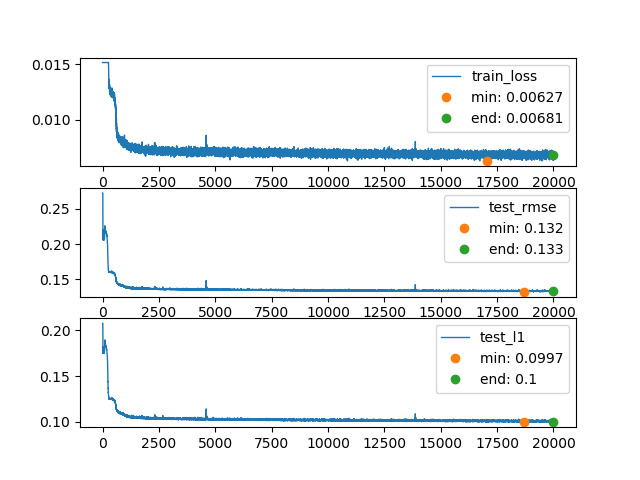 0.015
0.010
train_loss
min: 0.00627
end: 0.00681
0 2500 5000 7500 10000 12500 15000 17500 20000
0.25
0.20
0.15
test_rmse
min: 0.132
end: 0.133
0 2500 5000 7500 10000 12500 15000 17500 20000
0.20
0.15
0.10
test_l1
min: 0.0997
end: 0.1
0 2500 5000 7500 10000 12500 15000 17500 20000